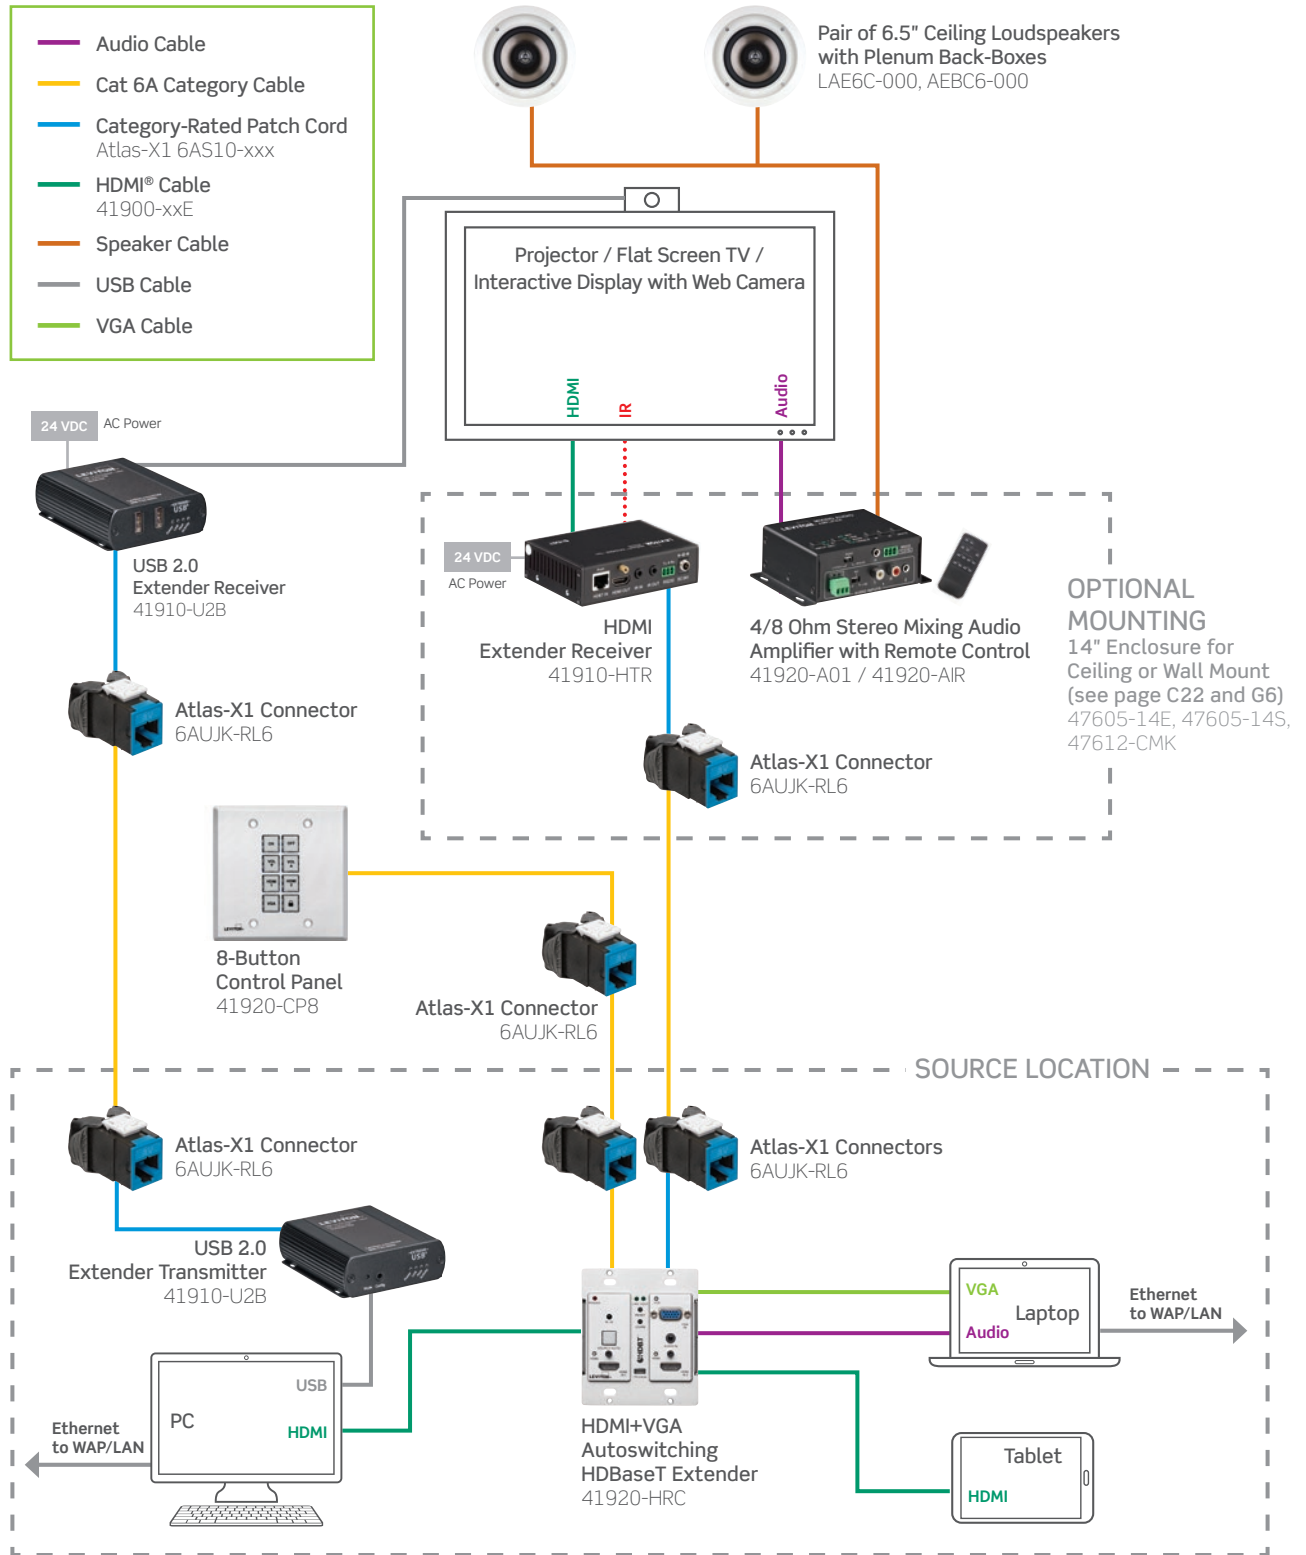 Audio Cable
Cat 6A Category Cable
Category-Rated Patch Cord
Atlas-X1 6AS10-xxx
HDMI® Cable
41900-xxE
Speaker Cable
USB Cable
VGA Cable
Pair of 6.5" Ceiling Loudspeakers
with Plenum Back-Boxes
LAE6C-000, AEBC6-000
Projector / Flat Screen TV /
Interactive Display with Web Camera
HDMI
IR
Audio
24 VDC
AC Power
USB 2.0
Extender Receiver
41910-U2B
24 VDC
AC Power
HDMI
Extender Receiver
41910-HTR
4/8 Ohm Stereo Mixing Audio
Amplifier with Remote Control
41920-A01 / 41920-AIR
OPTIONAL
MOUNTING
14" Enclosure for
Ceiling or Wall Mount
(see page C22 and G6)
47605-14E, 47605-14S,
47612-CMK
Atlas-X1 Connector
6AUJK-RL6
Atlas-X1 Connector
6AUJK-RL6
8-Button
Control Panel
41920-CP8
Atlas-X1 Connector
6AUJK-RL6
SOURCE LOCATION
Atlas-X1 Connector
6AUJK-RL6
Atlas-X1 Connectors
6AUJK-RL6
USB 2.0
Extender Transmitter
41910-U2B
LEVITON
HDBT
HDMI+VGA
Autoswitching
HDBaseT Extender
41920-HRC
VGA
Laptop
Audio
Ethernet
to WAP/LAN
USB
PC
HDMI
Ethernet
to WAP/LAN
Tablet
HDMI